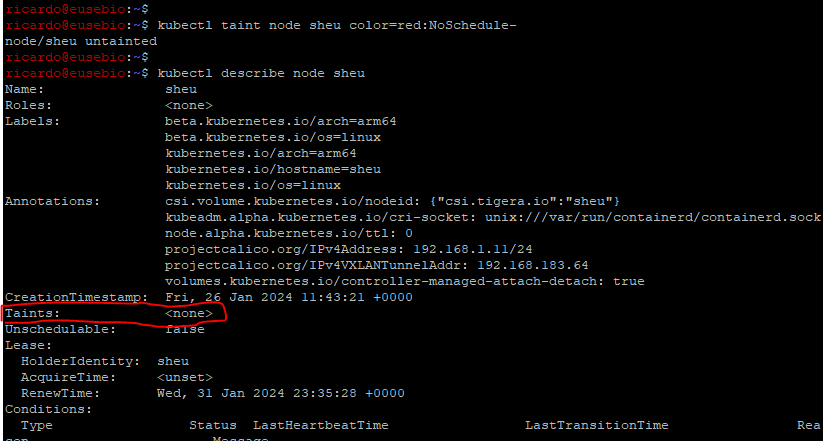 ricardo@eusebio:~$
ricardo@eusebio:~$ kubectl taint node sheu color=red:NoSchedule-
node/sheu untainted
ricardo@eusebio:~$
ricardo@eusebio:~$ kubectl describe node sheu
Name:               sheu
Roles:              <none>
Labels:             beta.kubernetes.io/arch=arm64
                    beta.kubernetes.io/os=linux
                    kubernetes.io/arch=arm64
                    kubernetes.io/hostname=sheu
                    kubernetes.io/os=linux
Annotations:        csi.volume.kubernetes.io/nodeid: {"csi.tigera.io":"sheu"}
                    kubeadm.alpha.kubernetes.io/cri-socket: unix:///var/run/containerd/containerd.sock
                    node.alpha.kubernetes.io/ttl: 0
                    projectcalico.org/IPv4Address: 192.168.1.11/24
                    projectcalico.org/IPv4VXLANTunnelAddr: 192.168.183.64
                    volumes.kubernetes.io/controller-managed-attach-detach: true
CreationTimestamp:  Fri, 26 Jan 2024 11:43:21 +0000
Taints:             <none>
Unschedulable:      false
Lease:
  HolderIdentity:  sheu
  AcquireTime:     <unset>
  RenewTime:       Wed, 31 Jan 2024 23:35:28 +0000
Conditions:
  Type                 Status  LastHeartbeatTime                 LastTransitionTime                Rea
son                       Message